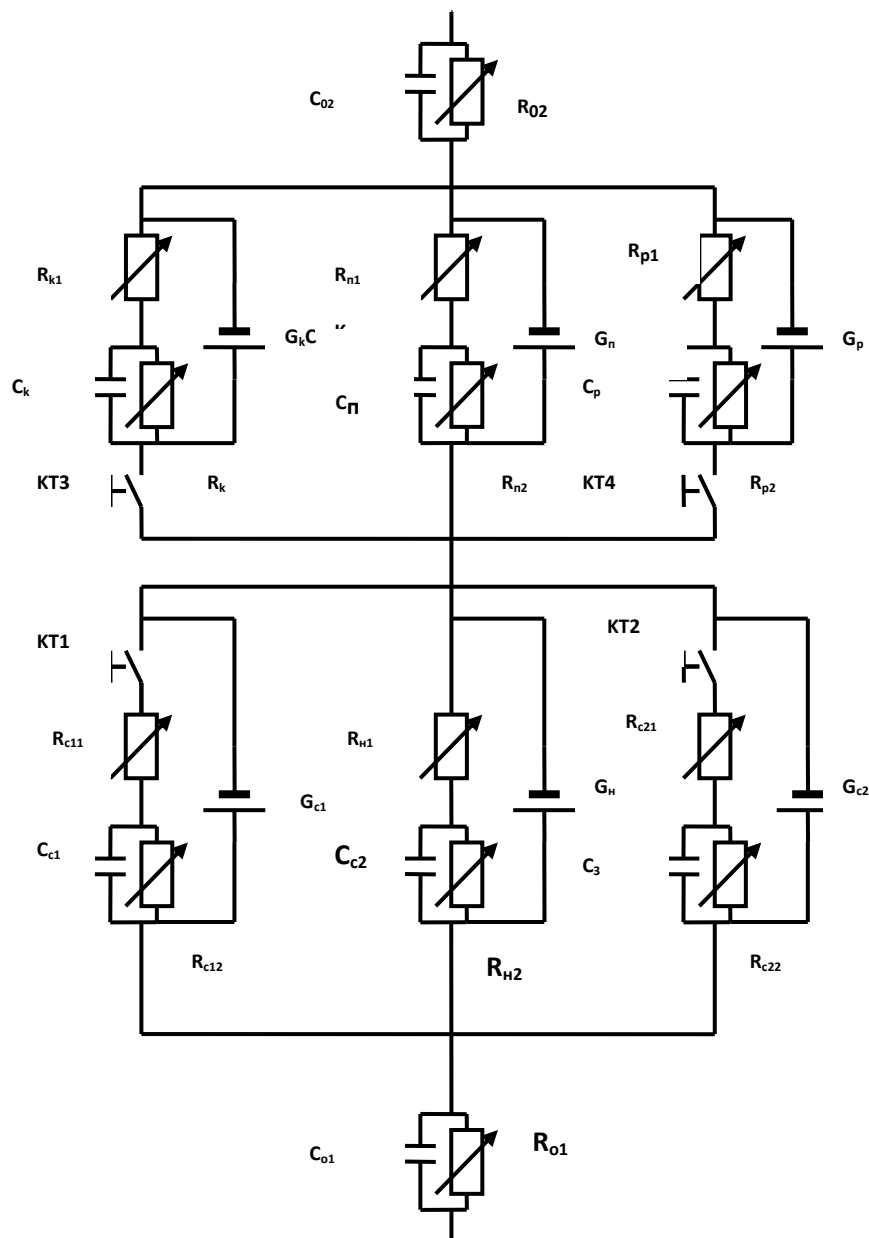 C₀₂
R₀₂
Rₖ₁
Rп₁
Rₚ₁
GₖC
Gп
Gₚ
Cₖ
CП
Cₚ
KT3
Rₖ
Rп₂
KT4
Rₚ₂
KT1
KT2
Rc₁₁
Rн₁
Rc₂₁
Gc₁
Gн
Gc₂
Cc₁
Cc₂
C₃
Rc₁₂
Rн₂
Rc₂₂
Cₒ₁
Rₒ₁